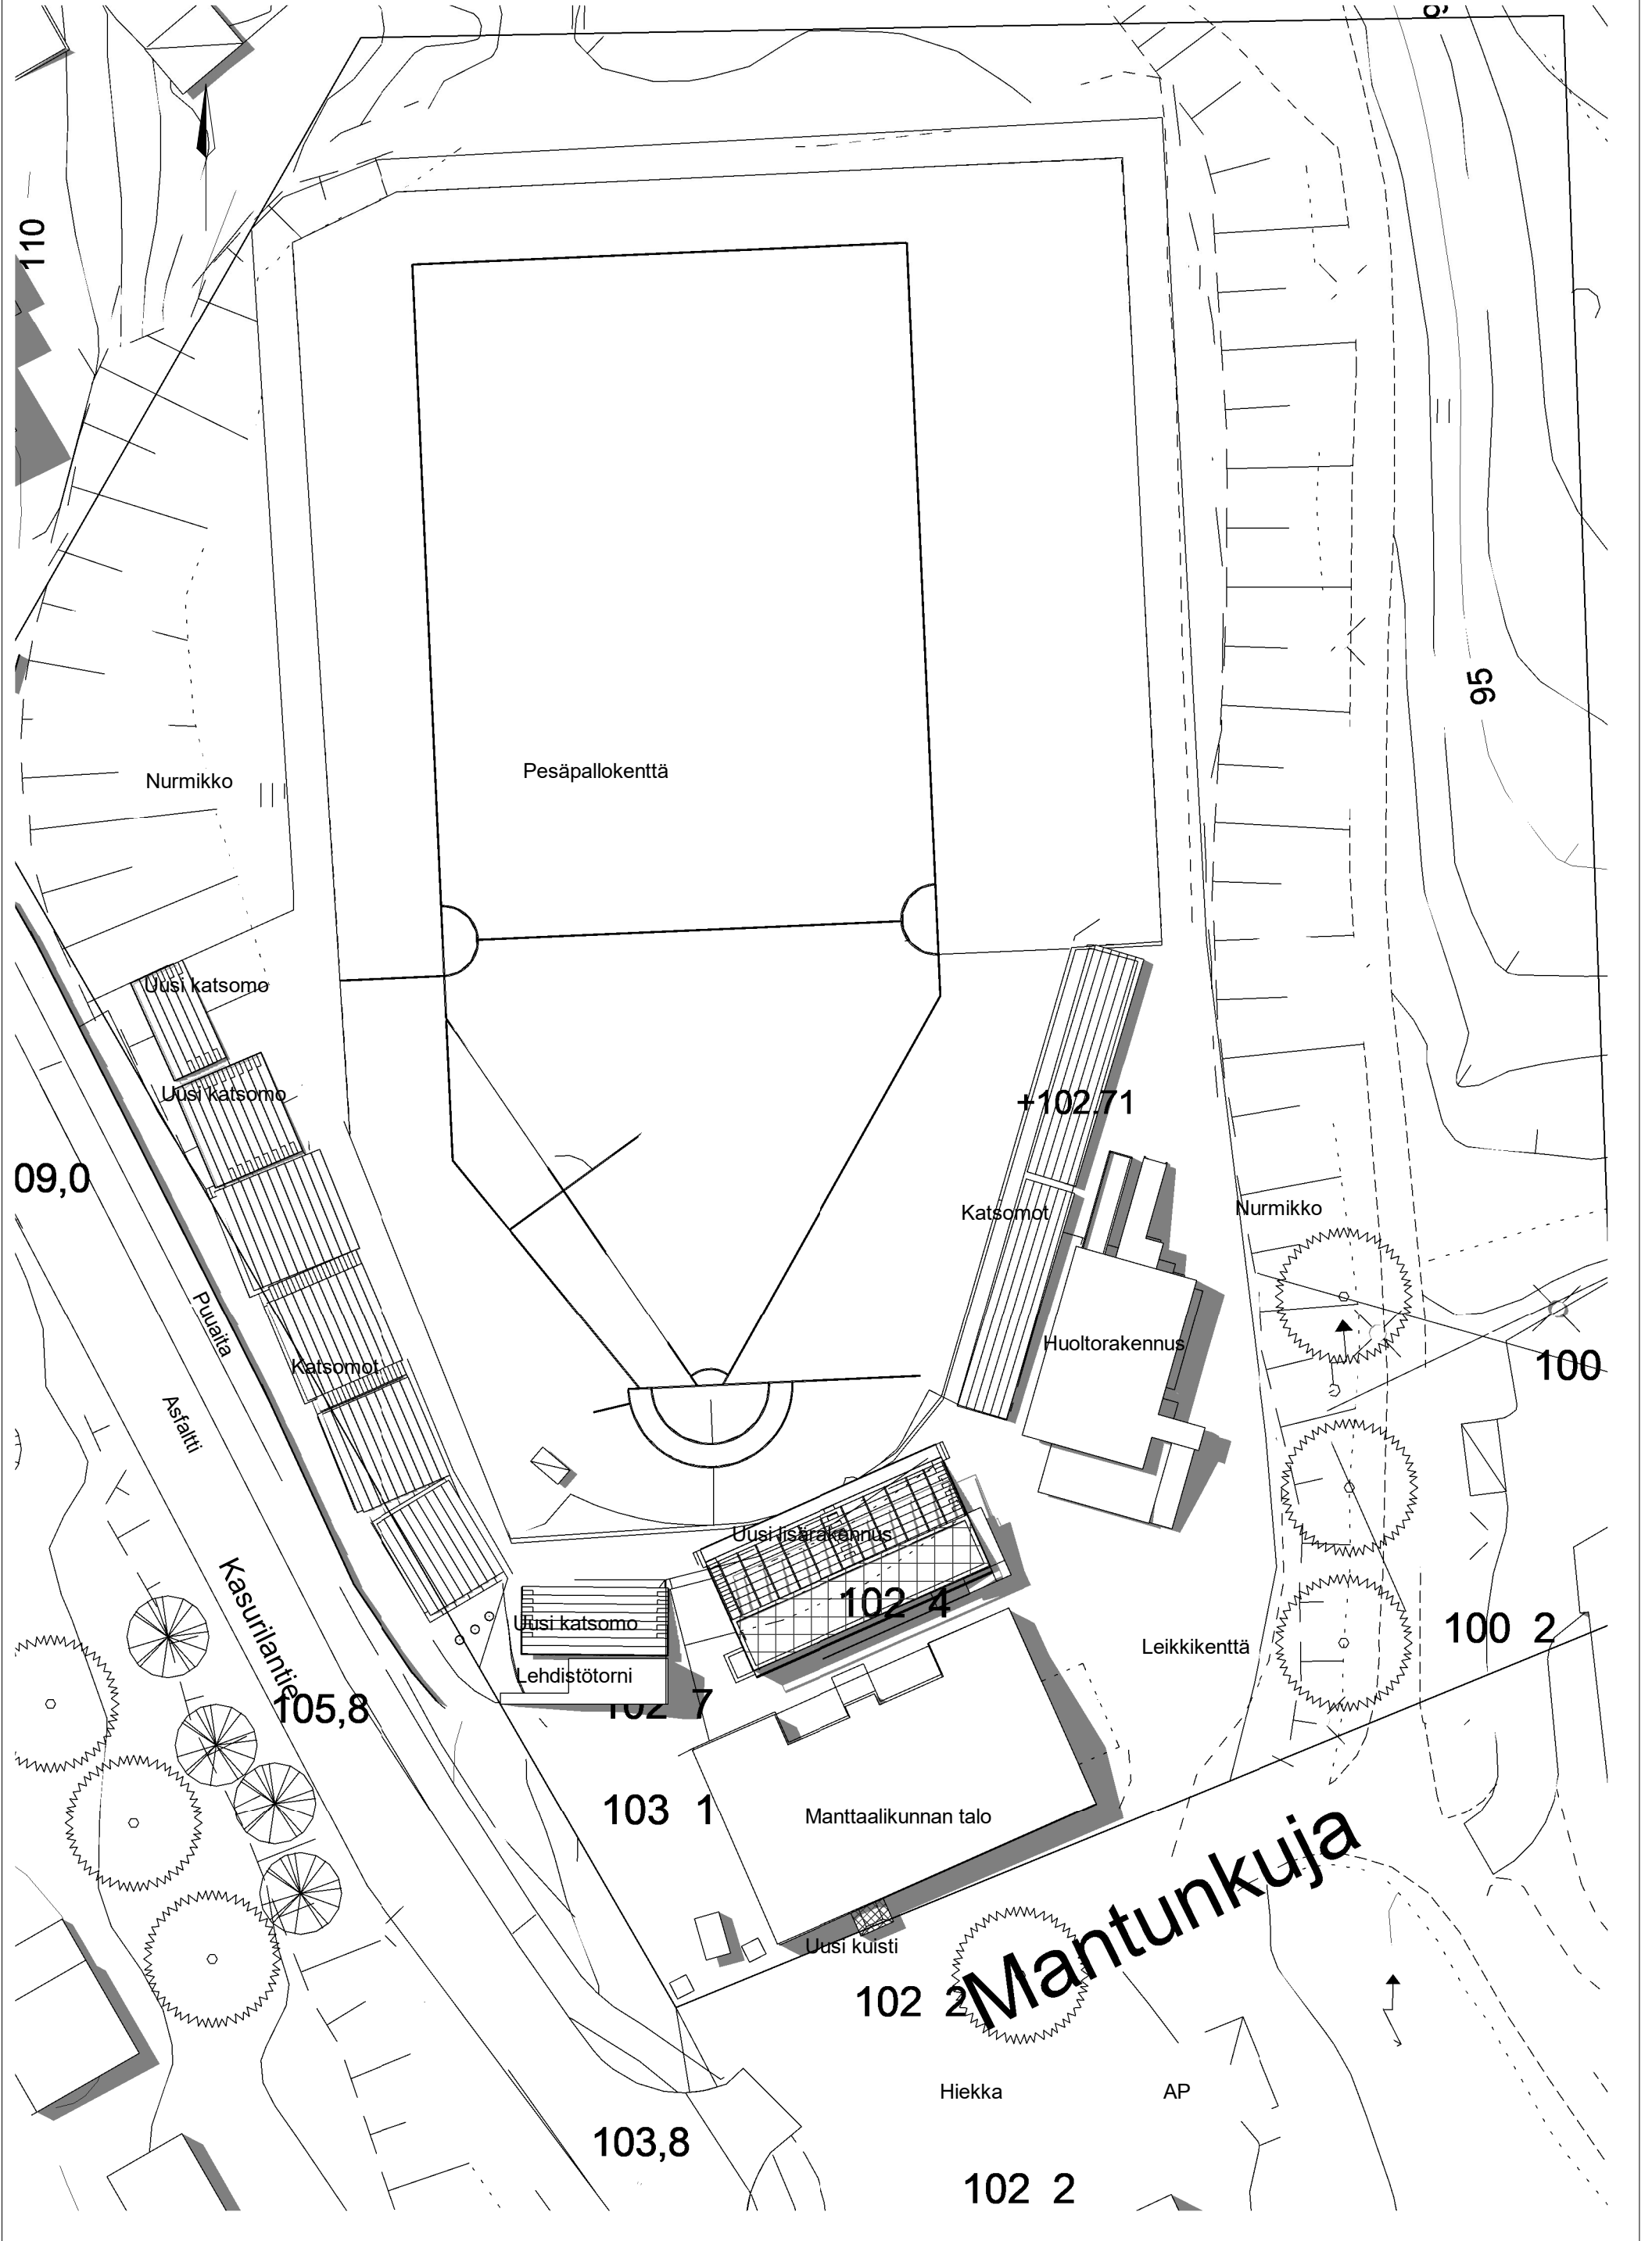 110
95
Nurmikko
Pesäpallokenttä
Uusi katsomo
Uusi katsomo
+102.71
09,0
Katsomot
Nurmikko
Puuaita
Huoltorakennus
Katsomot
100
Asfaltti
Uusi lisärakennus
102 4
Uusi katsomo
Kasurilantie
Leikkikenttä
100 2
Lehdistötorni
102 7
105,8
103 1
Manttaalikunnan talo
Mantunkuja
Uusi kuisti
102 2
Hiekka
AP
103,8
102 2